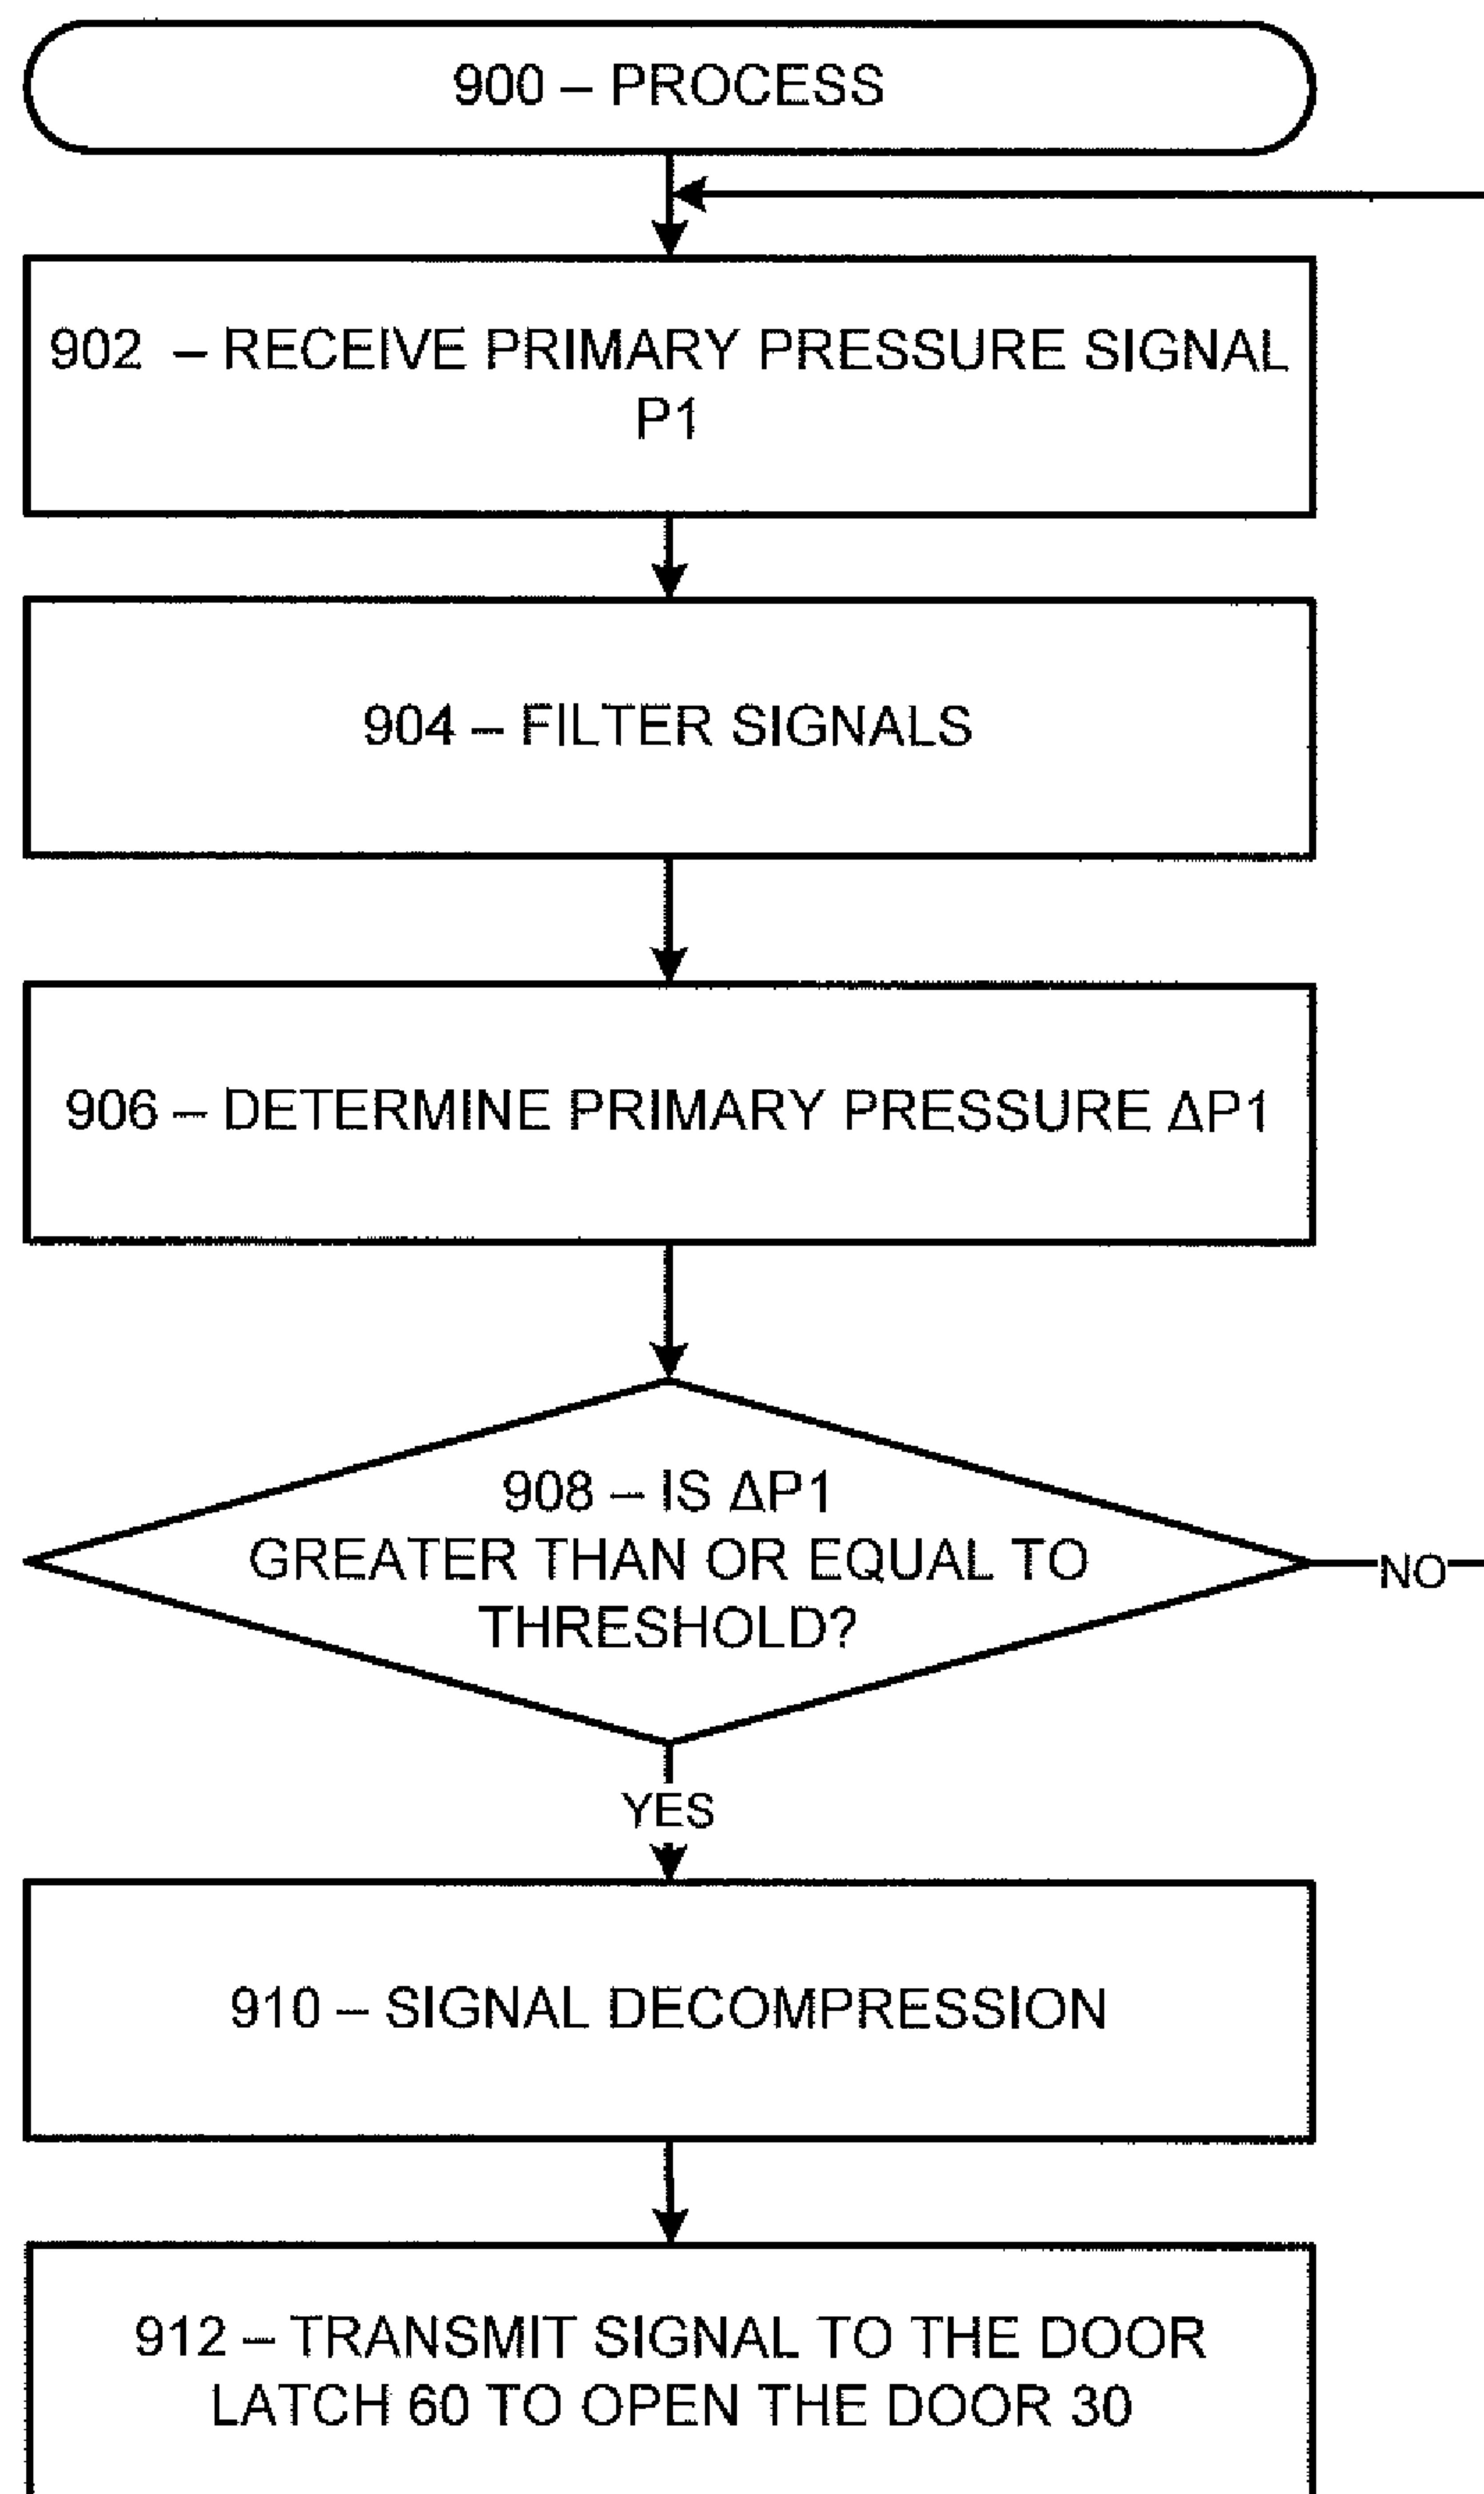 900 – PROCESS
902 – RECEIVE PRIMARY PRESSURE SIGNAL
P1
904 – FILTER SIGNALS
906 – DETERMINE PRIMARY PRESSURE ΔP1
908 – IS ΔP1
GREATER THAN OR EQUAL TO
THRESHOLD?
NO
YES
910 – SIGNAL DECOMPRESSION
912 – TRANSMIT SIGNAL TO THE DOOR
LATCH 60 TO OPEN THE DOOR 30